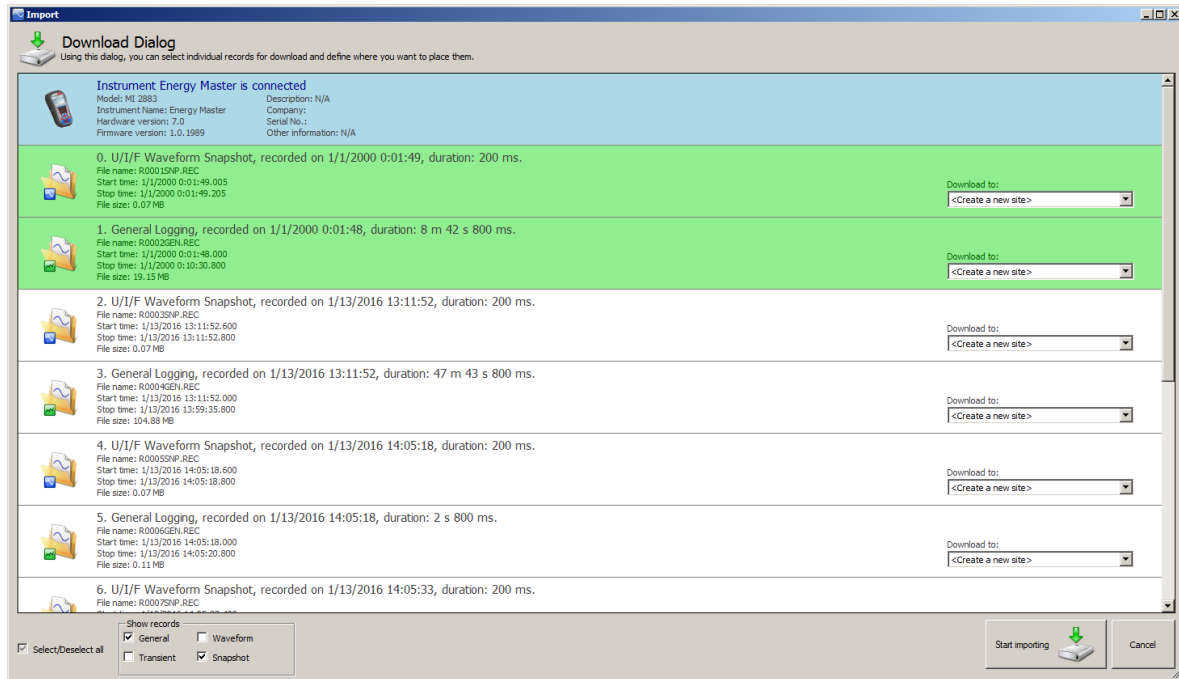 Import
Download Dialog
Using this dialog, you can select individual records for download and define where you want to place them.
Instrument Energy Master is connected
Model: MI 2883 Description: N/A
Instrument Name: Energy Master Company:
Hardware version: 7.0 Serial No.:
Firmware version: 1.0.1989 Other information: N/A
0. U/I/F Waveform Snapshot, recorded on 1/1/2000 0:01:49, duration: 200 ms.
File name: R0001SNP.REC
Start time: 1/1/2000 0:01:49.005
Stop time: 1/1/2000 0:01:49.205
File size: 0.07 MB
Download to:
<Create a new site>
1. General Logging, recorded on 1/1/2000 0:01:48, duration: 8 m 42 s 800 ms.
File name: R0002GEN.REC
Start time: 1/1/2000 0:01:48.000
Stop time: 1/1/2000 0:10:30.800
File size: 19.15 MB
Download to:
<Create a new site>
2. U/I/F Waveform Snapshot, recorded on 1/13/2016 13:11:52, duration: 200 ms.
File name: R0003SNP.REC
Start time: 1/13/2016 13:11:52.600
Stop time: 1/13/2016 13:11:52.800
File size: 0.07 MB
Download to:
<Create a new site>
3. General Logging, recorded on 1/13/2016 13:11:52, duration: 47 m 43 s 800 ms.
File name: R0004GEN.REC
Start time: 1/13/2016 13:11:52.000
Stop time: 1/13/2016 13:59:35.800
File size: 104.88 MB
Download to:
<Create a new site>
4. U/I/F Waveform Snapshot, recorded on 1/13/2016 14:05:18, duration: 200 ms.
File name: R0005SNP.REC
Start time: 1/13/2016 14:05:18.600
Stop time: 1/13/2016 14:05:18.800
File size: 0.07 MB
Download to:
<Create a new site>
5. General Logging, recorded on 1/13/2016 14:05:18, duration: 2 s 800 ms.
File name: R0006GEN.REC
Start time: 1/13/2016 14:05:18.000
Stop time: 1/13/2016 14:05:20.800
File size: 0.11 MB
Download to:
<Create a new site>
6. U/I/F Waveform Snapshot, recorded on 1/13/2016 14:05:33, duration: 200 ms.
File name: R0007SNP.REC
Select/Deselect all
Show records
General Waveform
Transient Snapshot
Start importing
Cancel